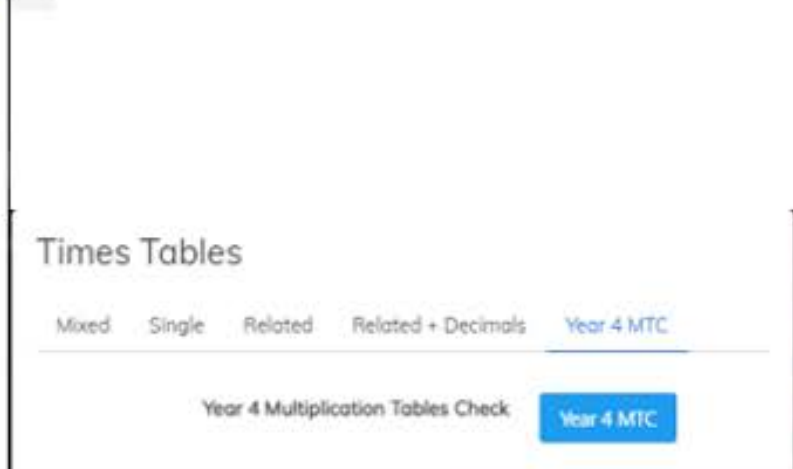 Times Tables
Mixed Single Related Related + Decimals Year 4 MTC
Year 4 Multiplication Tables Check Year 4 MTC